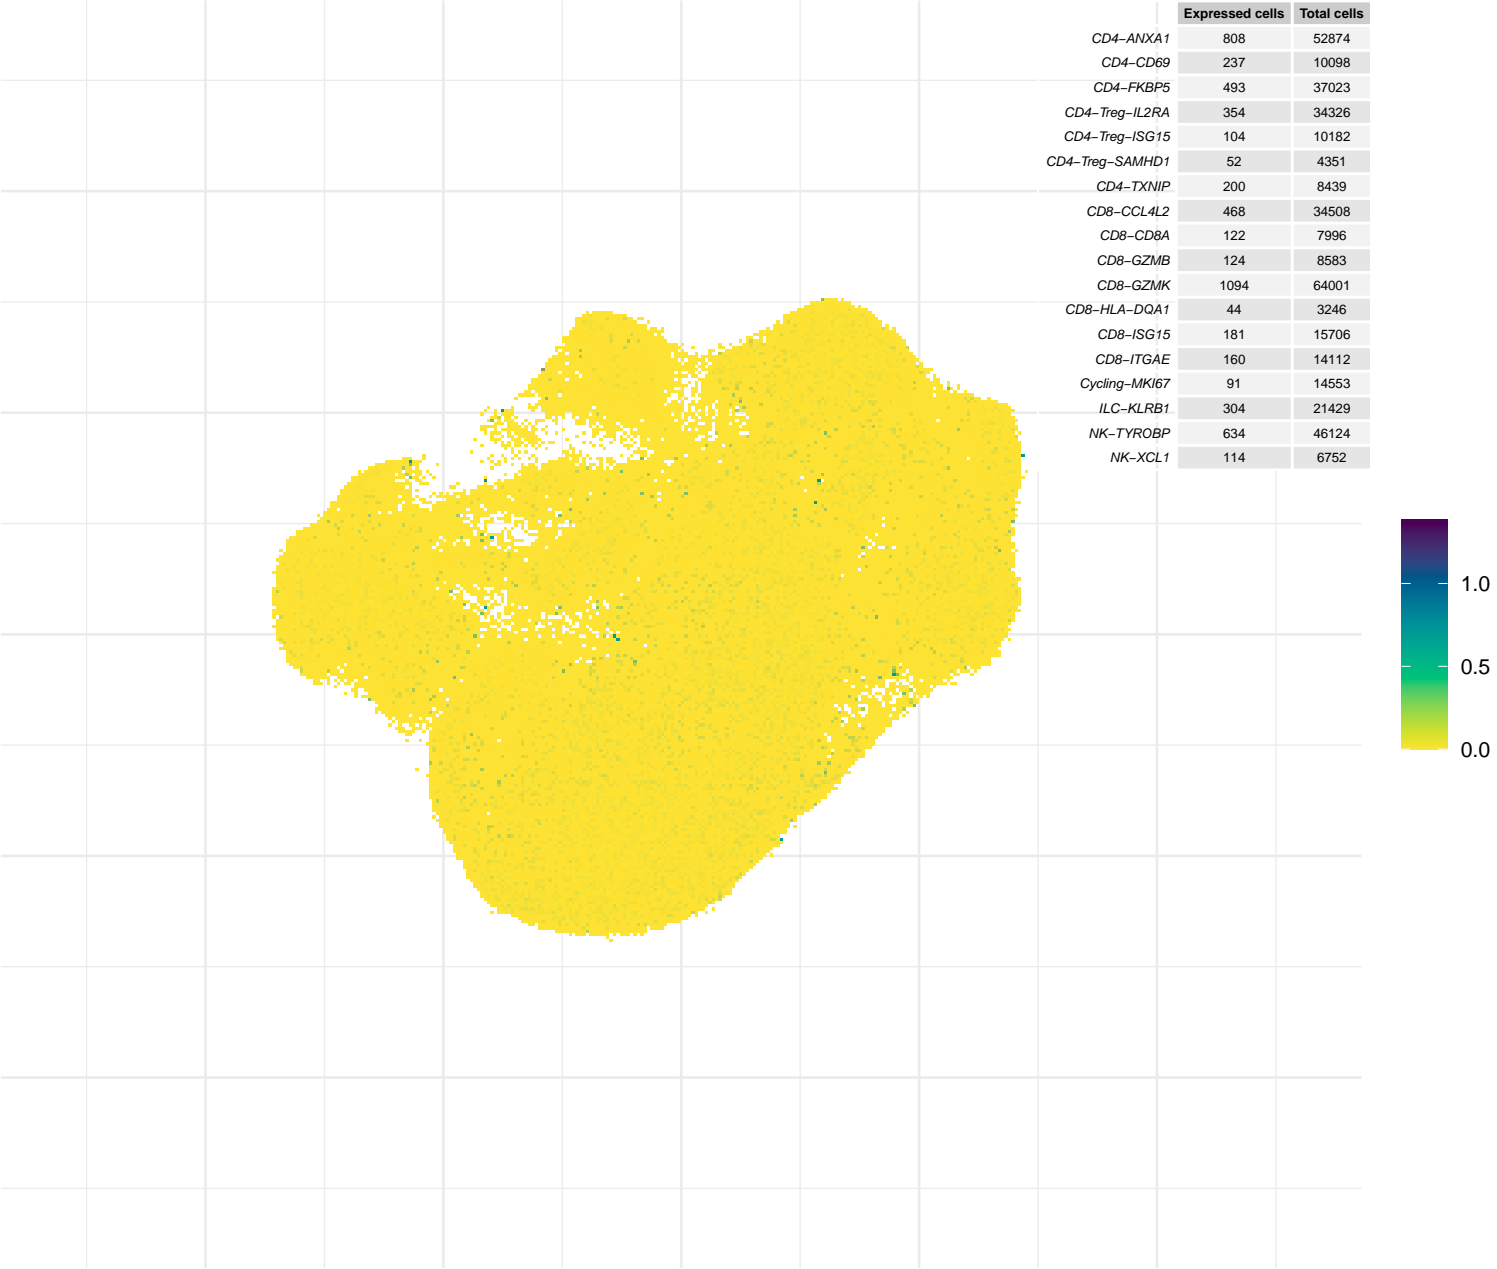 Expressed cells Total cells
CD4−ANXA1 808 52874
CD4−CD69 237 10098
CD4−FKBP5 493 37023
CD4−Treg−IL2RA 354 34326
CD4−Treg−ISG15 104 10182
CD4−Treg−SAMHD1 52 4351
CD4−TXNIP 200 8439
CD8−CCL4L2 468 34508
CD8−CD8A 122 7996
CD8−GZMB 124 8583
CD8−GZMK 1094 64001
CD8−HLA−DQA1 44 3246
CD8−ISG15 181 15706
CD8−ITGAE 160 14112
Cycling−MKI67 91 14553
ILC−KLRB1 304 21429
NK−TYROBP 634 46124
NK−XCL1 114 6752
1.0
0.5
0.0